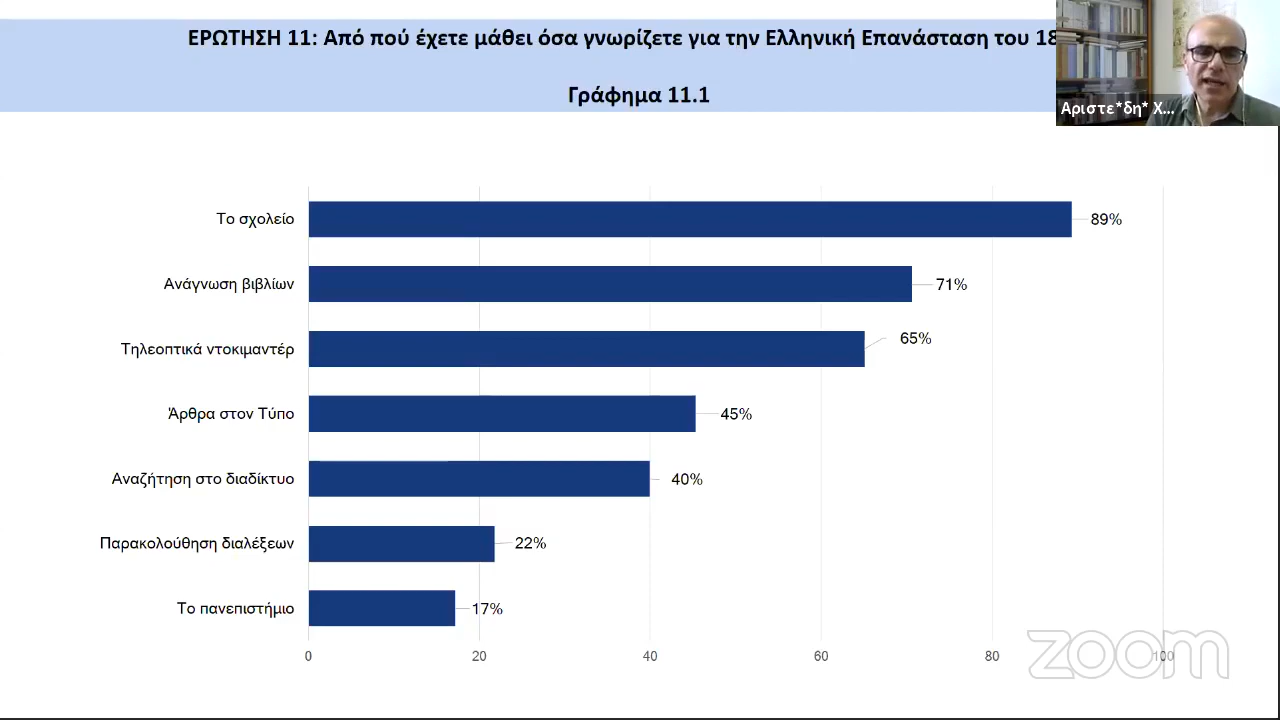 ΕΡΩΤΗΣΗ 11: Από πού έχετε μάθει όσα γνωρίζετε για την Ελληνική Επανάσταση του 18
Γράφημα 11.1
Αριστε*δη* Χ...
Το σχολείο
89%
Ανάγνωση βιβλίων
71%
Τηλεοπτικά ντοκιμαντέρ
65%
Άρθρα στον Τύπο
45%
Αναζήτηση στο διαδίκτυο
40%
Παρακολούθηση διαλέξεων
22%
Το πανεπιστήμιο
17%
0 20 40 60 80 100
zoom